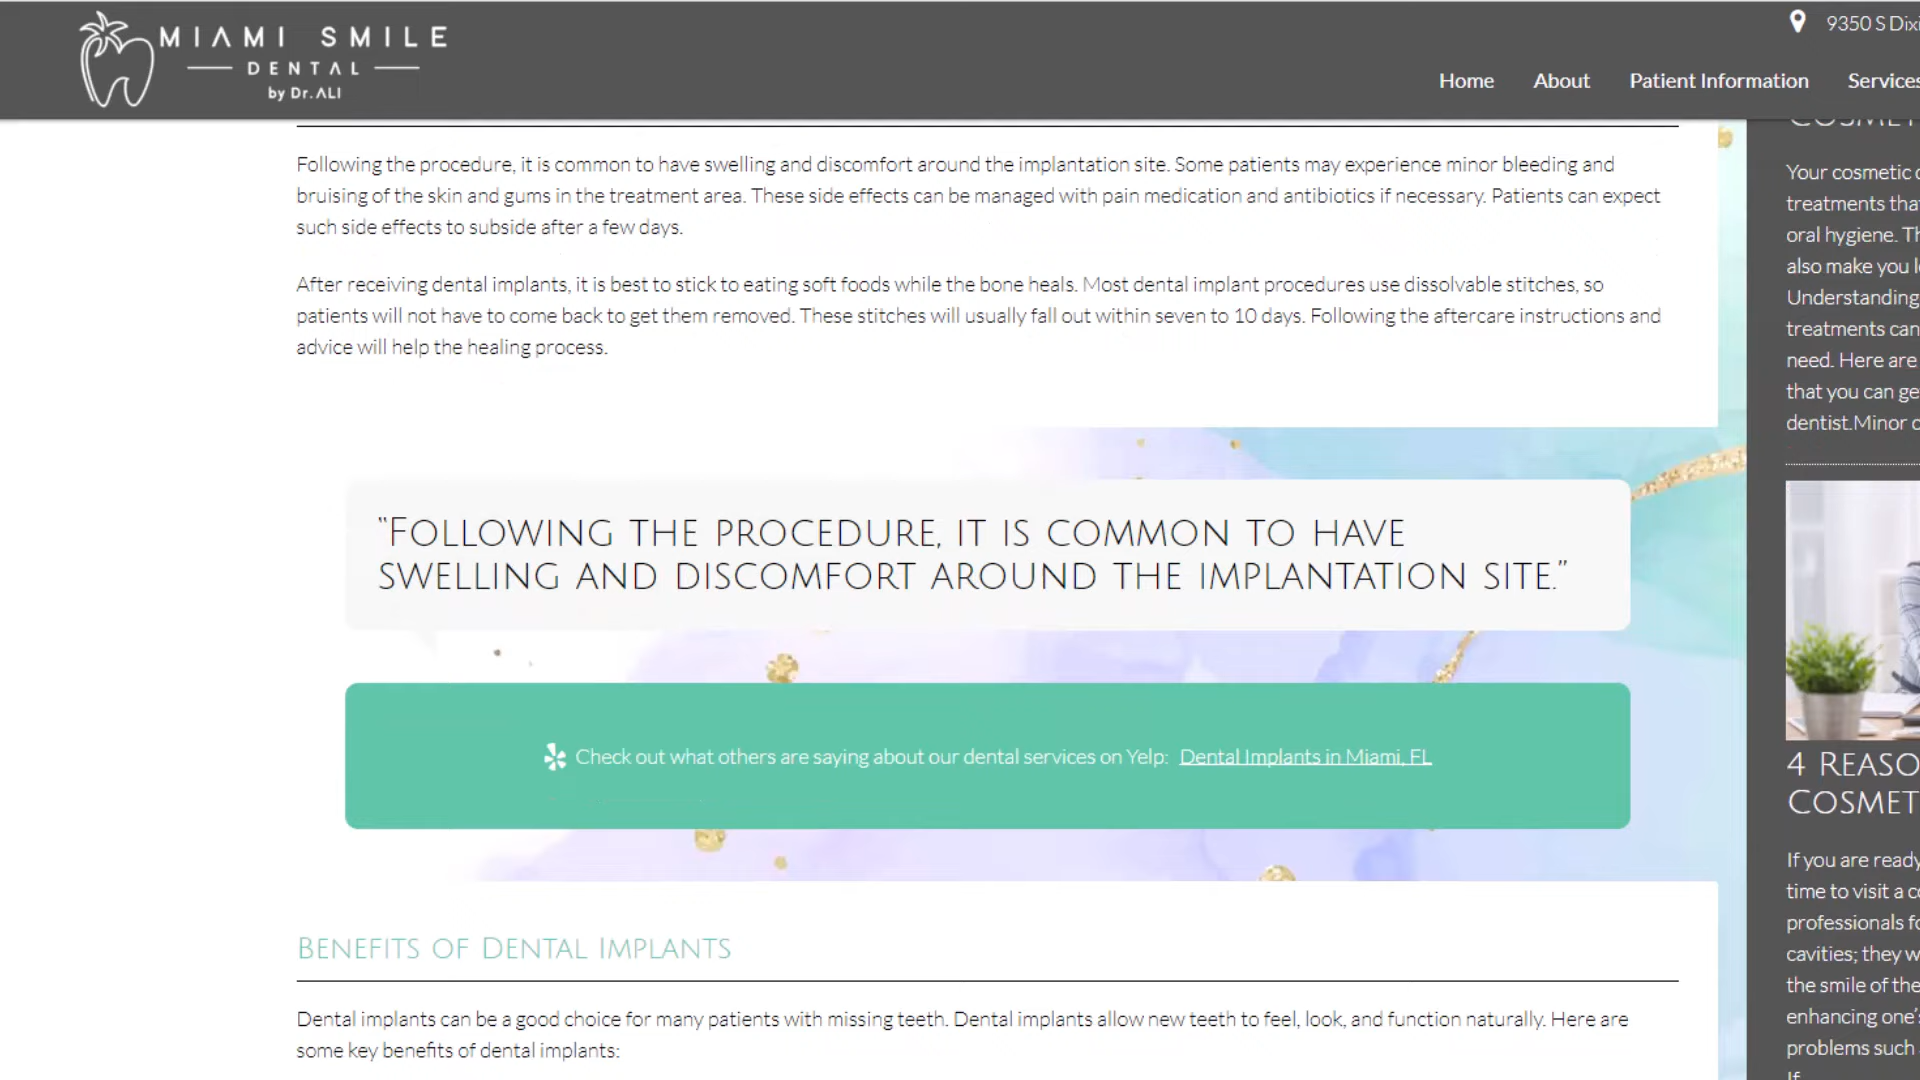 MIAMI SMILE
DENTAL
by Dr. ALI
9350 S
Home About Patient Information Services
Following the procedure, it is common to have swelling and discomfort around the implantation site. Some patients may experience minor bleeding and
bruising of the skin and gums in the treatment area. These side effects can be managed with pain medication and antibiotics if necessary. Patients can expect
such side effects to subside after a few days.
After receiving dental implants, it is best to stick to eating soft foods while the bone heals. Most dental implant procedures use dissolvable stitches, so
patients will not have to come back to get them removed. These stitches will usually fall out within seven to 10 days. Following the aftercare instructions and
advice will help the healing process.
“Following the procedure, it is common to have
swelling and discomfort around the implantation site.”
Check out what others are saying about our dental services on Yelp: Dental Implants in Miami, FL
Benefits of Dental Implants
Dental implants can be a good choice for many patients with missing teeth. Dental implants allow new teeth to feel, look, and function naturally. Here are
some key benefits of dental implants:
Your cosmetic
treatments
oral hygiene.
also make you
Understanding
treatments can
need. Here are
that you can
dentist.Minor
4
If you are ready
time to visit a
professionals
cavities; they
the smile of the
enhancing one's
problems such
If